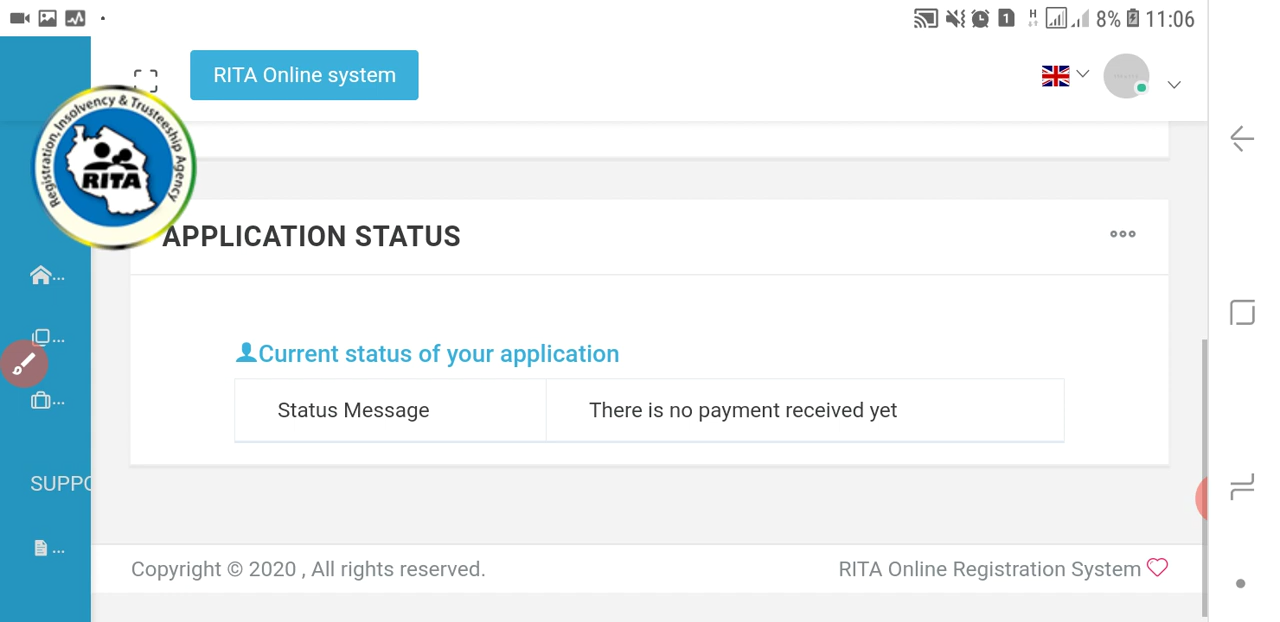 1 H 8% 11:06
RITA Online system
Registration, Insolvency & Trusteeship Agency
RITA
APPLICATION STATUS
Current status of your application
Status Message There is no payment received yet
...
...
...
SUPPO
...
Copyright © 2020 , All rights reserved. RITA Online Registration System